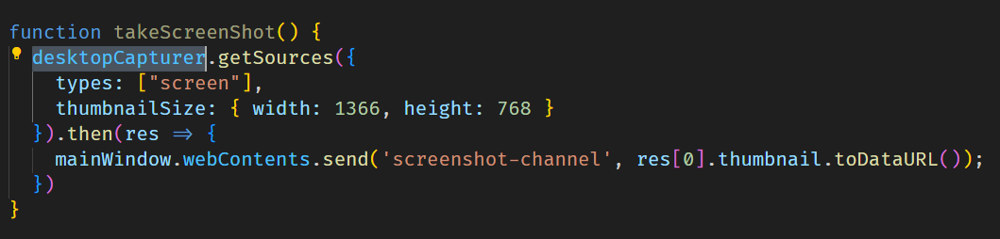 function takeScreenShot() {
  desktopCapturer.getSources({
    types: ["screen"],
    thumbnailSize: { width: 1366, height: 768 }
  }).then(res => {
    mainWindow.webContents.send('screenshot-channel', res[0].thumbnail.toDataURL());
  })
}